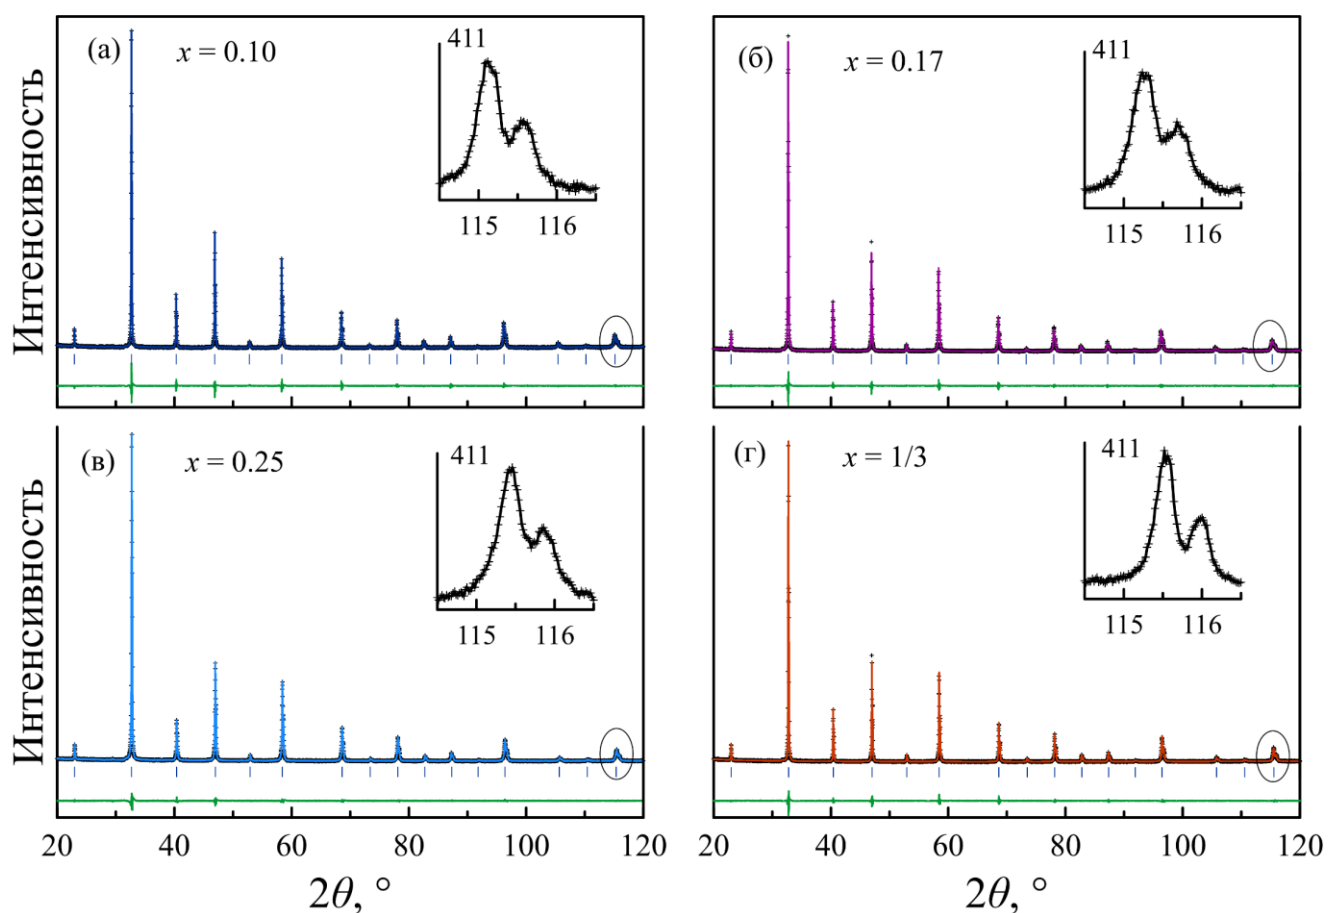 (а)
x = 0.10
411
115 116
Интенсивность
(б)
x = 0.17
411
115 116
(в)
x = 0.25
411
115 116
Интенсивность
20 40 60 80 100 120
2θ, °
(г)
x = 1/3
411
115 116
20 40 60 80 100 120
2θ, °